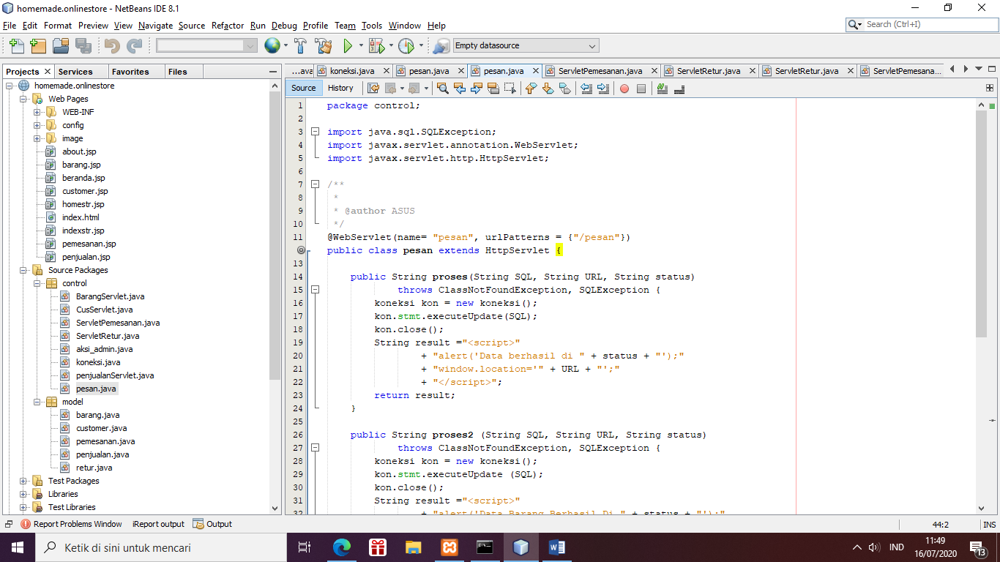 homemade.onlinestore - NetBeans IDE 8.1
File Edit Format Preview View Navigate Source Refactor Run Debug Profile Team Tools Window Help
Search (Ctrl+I)
Empty datasource
Projects Services Favorites Files
homemade.onlinestore
Web Pages
WEB-INF
config
image
about.jsp
barang.jsp
beranda.jsp
customer.jsp
homestr.jsp
index.html
indexstr.jsp
pemesanan.jsp
penjualan.jsp
Source Packages
control
BarangServlet.java
CusServlet.java
ServletPemesanan.java
ServletRetur.java
aksi_admin.java
koneksi.java
penjualanServlet.java
pesan.java
model
barang.java
customer.java
pemesanan.java
penjualan.java
retur.java
Test Packages
Libraries
Test Libraries
...ava koneksi.java pesan.java pesan.java ServletPemesanan.java ServletRetur.java ServletRetur.java ServletPemesana...
Source History
1 package control;
2
3 import java.sql.SQLException;
4 import javax.servlet.annotation.WebServlet;
5 import javax.servlet.http.HttpServlet;
6
7 /**
8 *
9 * @author ASUS
10 */
11 @WebServlet(name= "pesan", urlPatterns = {"/pesan"})
public class pesan extends HttpServlet {
13
14 public String proses(String SQL, String URL, String status)
15 throws ClassNotFoundException, SQLException {
16 koneksi kon = new koneksi();
17 kon.stmt.executeUpdate(SQL);
18 kon.close();
19 String result ="<script>"
20 + "alert('Data berhasil di " + status + "');"
21 + "window.location='" + URL + "';"
22 + "</script>";
23 return result;
24 }
25
26 public String proses2 (String SQL, String URL, String status)
27 throws ClassNotFoundException, SQLException {
28 koneksi kon = new koneksi();
29 kon.stmt.executeUpdate (SQL);
30 kon.close();
31 String result ="<script>"
32 + "alert('Data Barang Berhasil Di " + status + "');"
Report Problems Window iReport output Output
44:2 INS
Ketik di sini untuk mencari
IND
11:49
16/07/2020
13